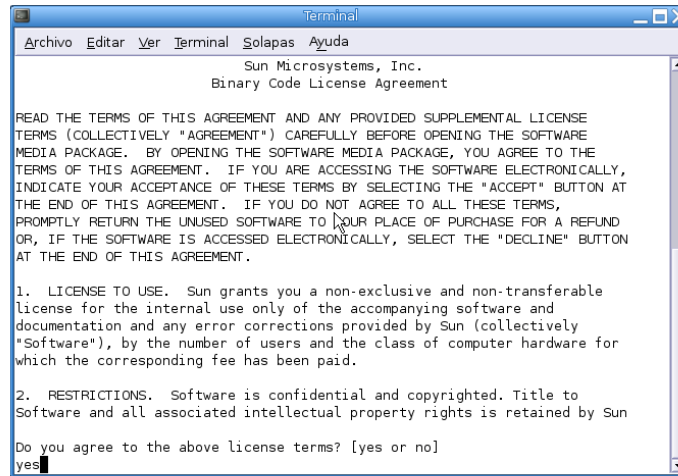 Terminal
Archivo Editar Ver Terminal Solapas Ayuda
Sun Microsystems, Inc.
Binary Code License Agreement
READ THE TERMS OF THIS AGREEMENT AND ANY PROVIDED SUPPLEMENTAL LICENSE
TERMS (COLLECTIVELY "AGREEMENT") CAREFULLY BEFORE OPENING THE SOFTWARE
MEDIA PACKAGE.  BY OPENING THE SOFTWARE MEDIA PACKAGE, YOU AGREE TO THE
TERMS OF THIS AGREEMENT.  IF YOU ARE ACCESSING THE SOFTWARE ELECTRONICALLY,
INDICATE YOUR ACCEPTANCE OF THESE TERMS BY SELECTING THE "ACCEPT" BUTTON AT
THE END OF THIS AGREEMENT.  IF YOU DO NOT AGREE TO ALL THESE TERMS,
PROMPTLY RETURN THE UNUSED SOFTWARE TO YOUR PLACE OF PURCHASE FOR A REFUND
OR, IF THE SOFTWARE IS ACCESSED ELECTRONICALLY, SELECT THE "DECLINE" BUTTON
AT THE END OF THIS AGREEMENT.
1.  LICENSE TO USE.  Sun grants you a non-exclusive and non-transferable
license for the internal use only of the accompanying software and
documentation and any error corrections provided by Sun (collectively
"Software"), by the number of users and the class of computer hardware for
which the corresponding fee has been paid.
2.  RESTRICTIONS.  Software is confidential and copyrighted. Title to
Software and all associated intellectual property rights is retained by Sun
Do you agree to the above license terms? [yes or no]
yes